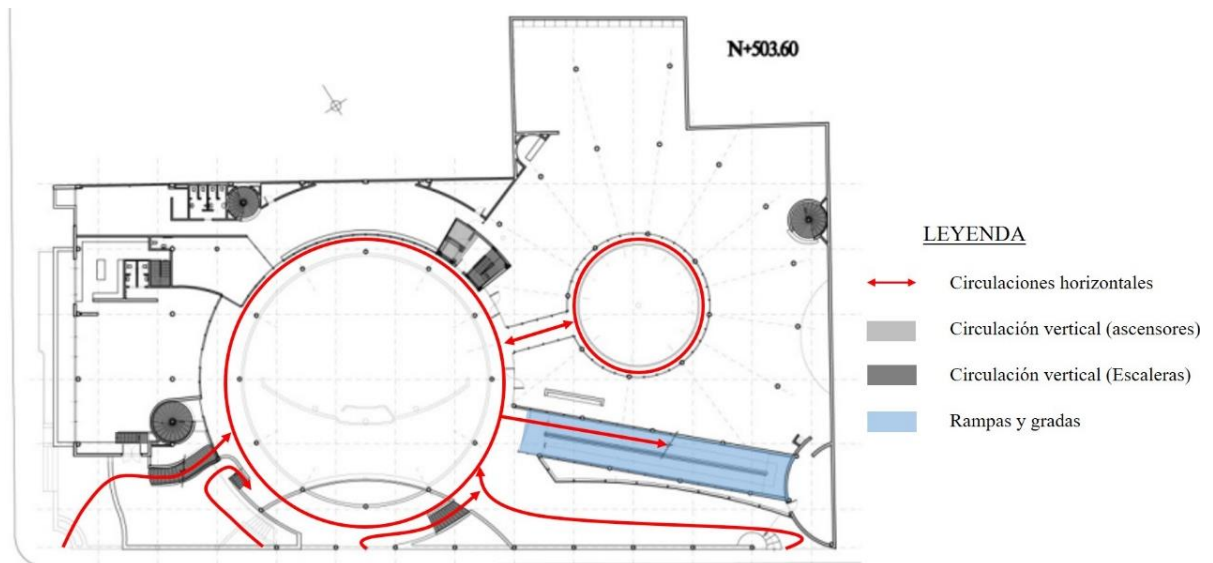 N+503.60
LEYENDA
Circulaciones horizontales
Circulación vertical (ascensores)
Circulación vertical (Escaleras)
Rampas y gradas